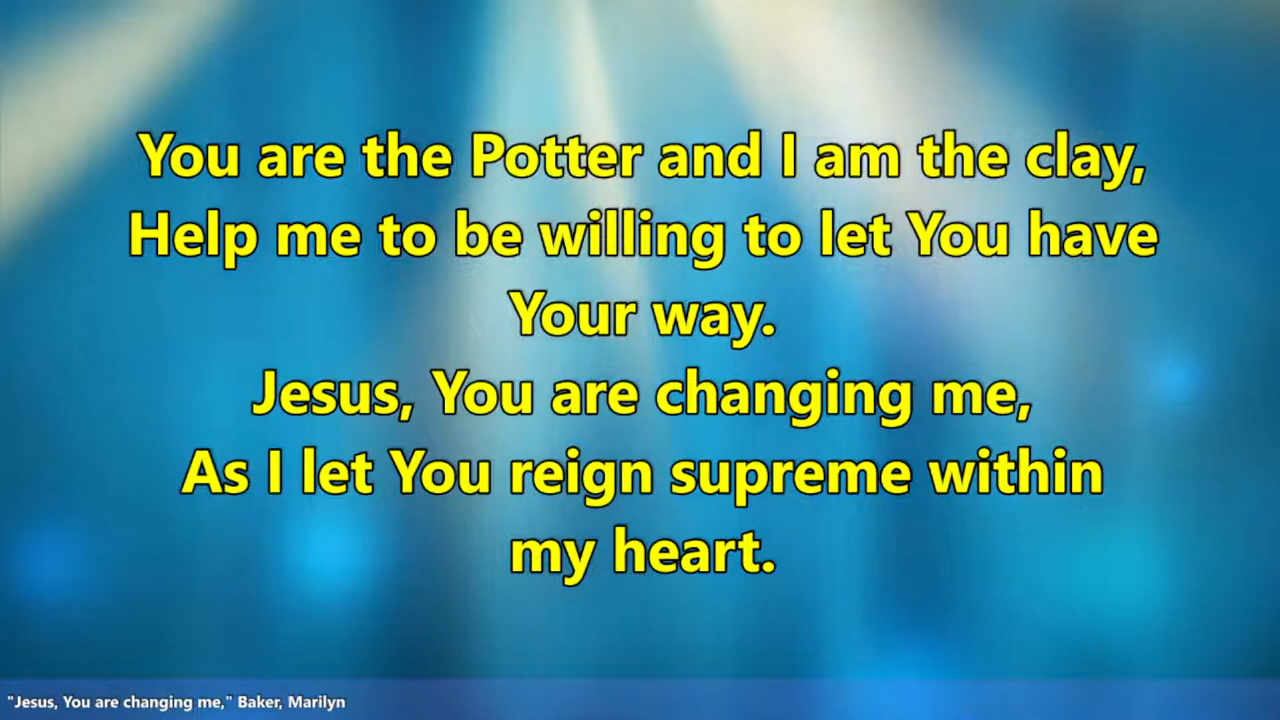 You are the Potter and I am the clay,
Help me to be willing to let You have
Your way.
Jesus, You are changing me,
As I let You reign supreme within
my heart.
"Jesus, You are changing me," Baker, Marilyn